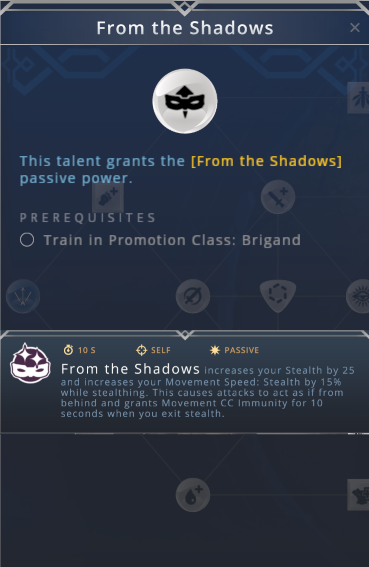 From the Shadows
This talent grants the [From the Shadows]
passive power.
PREREQUISITES
Train in Promotion Class: Brigand
10 S SELF PASSIVE
From the Shadows increases your Stealth by 25
and increases your Movement Speed: Stealth by 15%
while stealthing. This causes attacks to act as if from
behind and grants Movement CC Immunity for 10
seconds when you exit stealth.